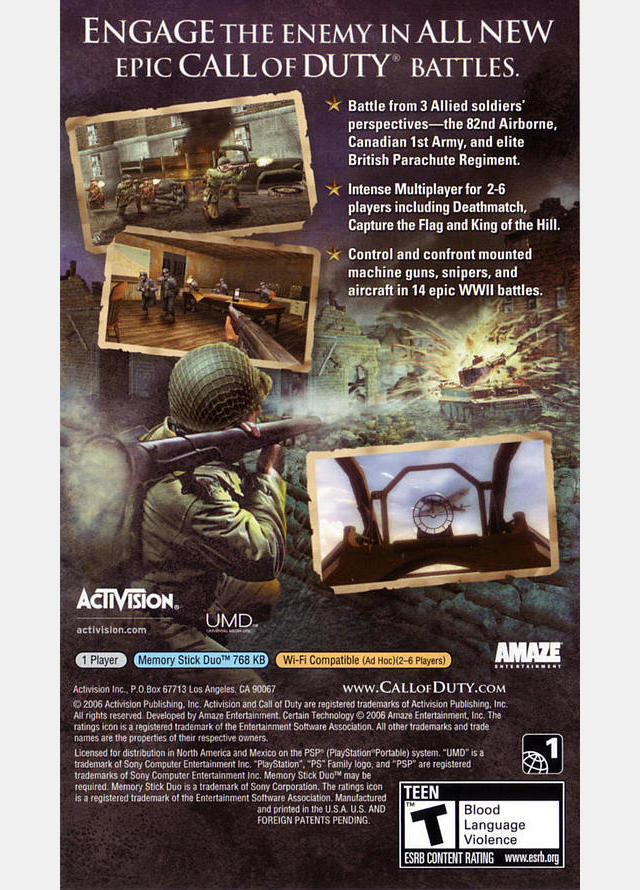 ENGAGE THE ENEMY IN ALL NEW
EPIC CALL OF DUTY® BATTLES.
Battle from 3 Allied soldiers'
perspectives—the 82nd Airborne,
Canadian 1st Army, and elite
British Parachute Regiment.
Intense Multiplayer for 2-6
players including Deathmatch,
Capture the Flag and King of the Hill.
Control and confront mounted
machine guns, snipers, and
aircraft in 14 epic WWII battles.
ACTIVISION®
activision.com
UMD™
UNIVERSAL MEDIA DISC
AMAZE
ENTERTAINMENT
1 Player
Memory Stick Duo™ 768 KB
Wi-Fi Compatible (Ad Hoc)(2–6 Players)
Activision Inc., P.O.Box 67713 Los Angeles, CA 90067
WWW.CALLOFDUTY.COM
© 2006 Activision Publishing, Inc. Activision and Call of Duty are registered trademarks of Activision Publishing, Inc.
All rights reserved. Developed by Amaze Entertainment. Certain Technology © 2006 Amaze Entertainment, Inc. The
ratings icon is a registered trademark of the Entertainment Software Association. All other trademarks and trade
names are the properties of their respective owners.
Licensed for distribution in North America and Mexico on the PSP® (PlayStation®Portable) system. "UMD" is a
trademark of Sony Computer Entertainment Inc. "PlayStation", "PS" Family logo, and "PSP" are registered
trademarks of Sony Computer Entertainment Inc. Memory Stick Duo™ may be
required. Memory Stick Duo is a trademark of Sony Corporation. The ratings icon
is a registered trademark of the Entertainment Software Association. Manufactured
and printed in the U.S.A. U.S. AND
FOREIGN PATENTS PENDING.
1
TEEN
T™
Blood
Language
Violence
ESRB CONTENT RATING www.esrb.org